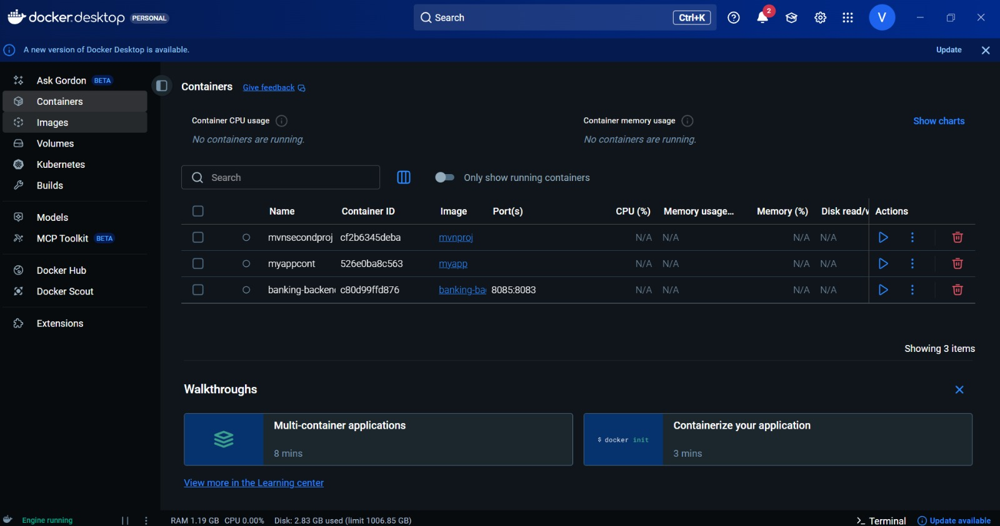 docker.desktop PERSONAL
Search
Ctrl+K
2
V
A new version of Docker Desktop is available.
Update
Ask Gordon BETA
Containers
Images
Volumes
Kubernetes
Builds
Models
MCP Toolkit BETA
Docker Hub
Docker Scout
Extensions
Containers Give feedback
Container CPU usage
No containers are running.
Container memory usage
No containers are running.
Show charts
Search
Only show running containers
Name Container ID Image Port(s) CPU (%) Memory usage... Memory (%) Disk read/v Actions
mvnsecondproj cf2b6345deba mvnproj N/A N/A N/A N/A
myappcont 526e0ba8c563 myapp N/A N/A N/A N/A
banking-backen c80d99ffd876 banking-ba 8085:8083 N/A N/A N/A N/A
Showing 3 items
Walkthroughs
Multi-container applications
8 mins
$ docker init
Containerize your application
3 mins
View more in the Learning center
Engine running
RAM 1.19 GB CPU 0.00% Disk: 2.83 GB used (limit 1006.85 GB)
>_ Terminal
Update available